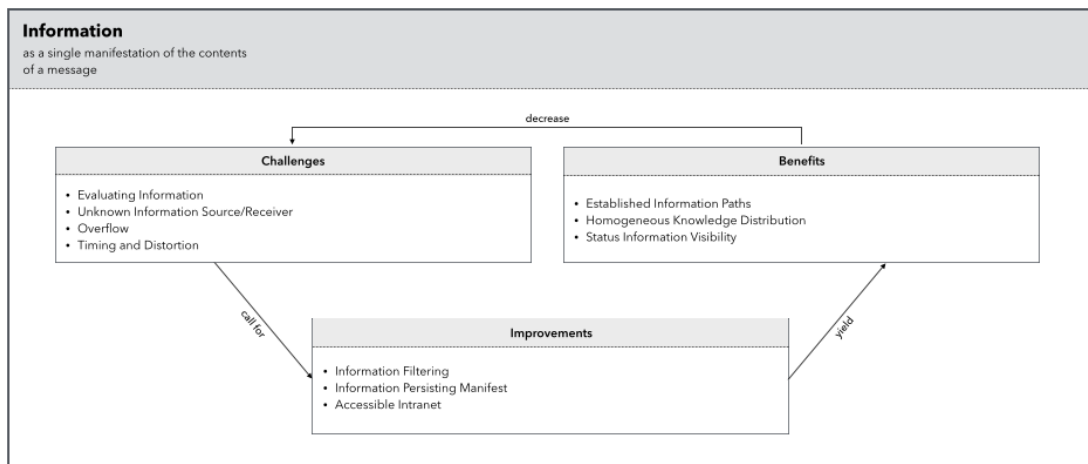 Information
as a single manifestation of the contents
of a message
decrease
Challenges
• Evaluating Information
• Unknown Information Source/Receiver
• Overflow
• Timing and Distortion
Benefits
• Established Information Paths
• Homogeneous Knowledge Distribution
• Status Information Visibility
call for
yield
Improvements
• Information Filtering
• Information Persisting Manifest
• Accessible Intranet